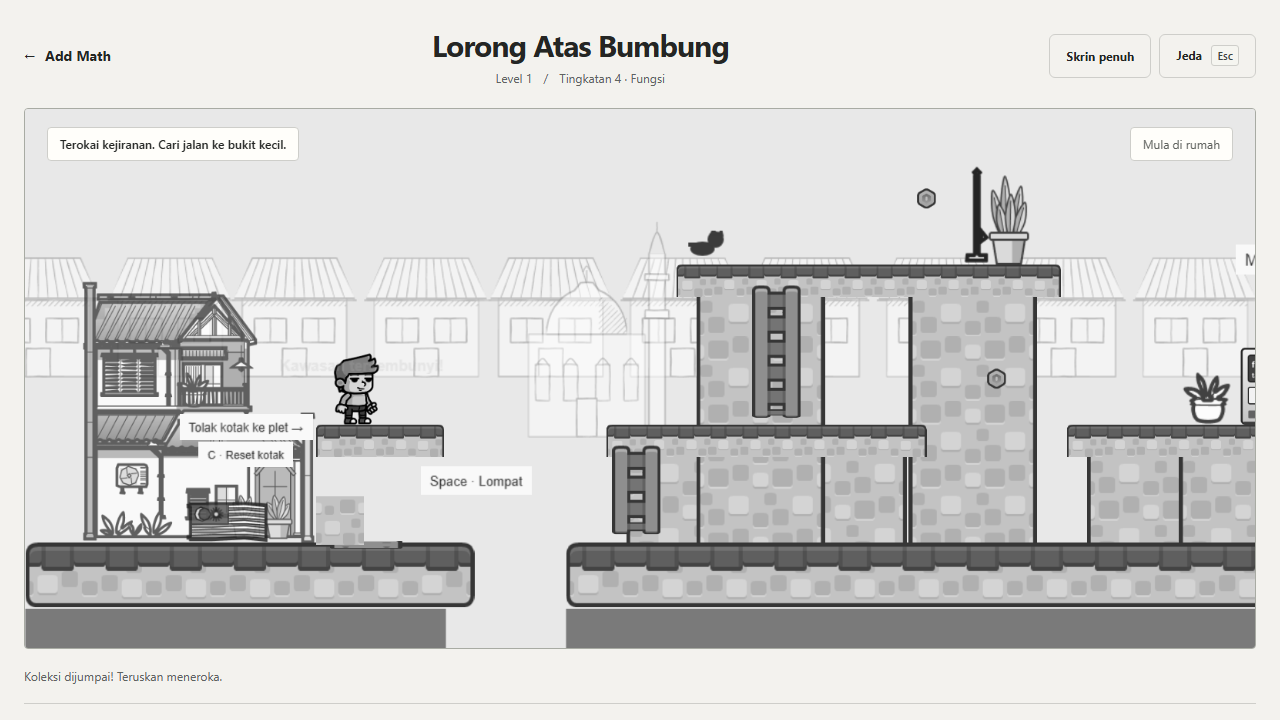 ← Add Math
Lorong Atas Bumbung
Level 1 / Tingkatan 4 · Fungsi
Skrin penuh
Jeda Esc
Terokai kejiranan. Cari jalan ke bukit kecil.
Mula di rumah
Tolak kotak ke plet →
C · Reset kotak
Space · Lompat
Koleksi dijumpai! Teruskan meneroka.